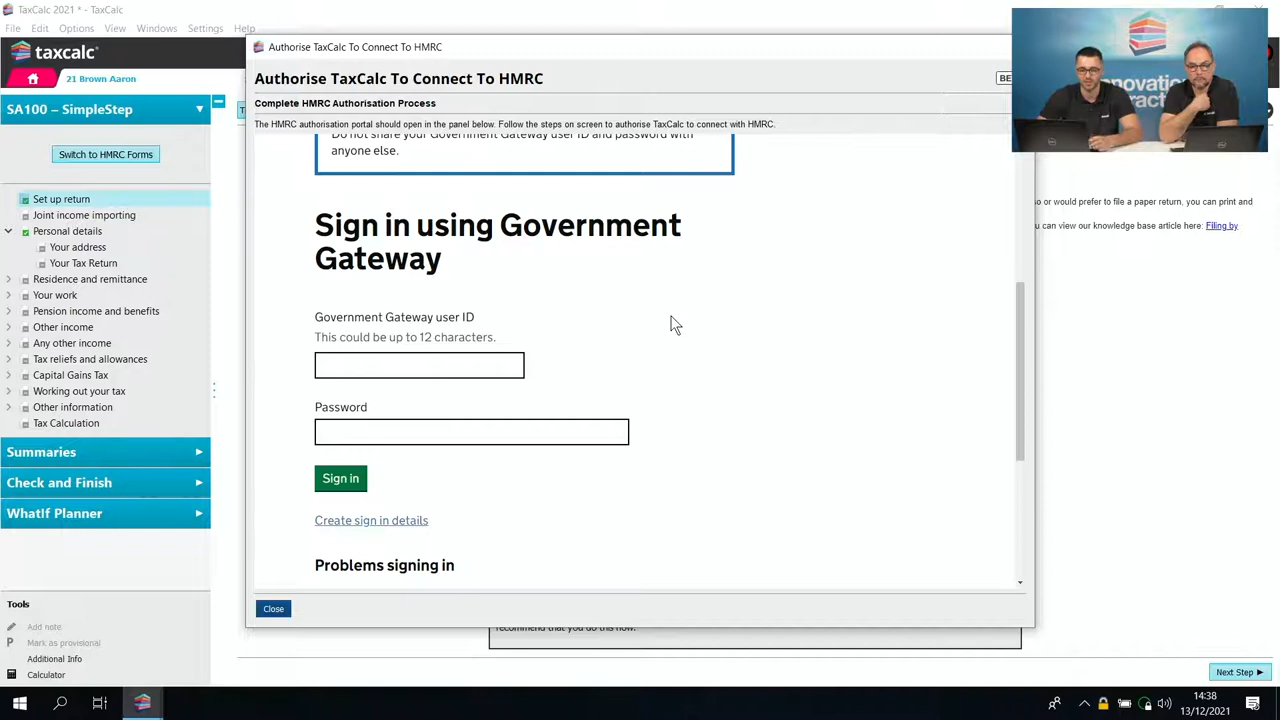 TaxCalc 2021 * - TaxCalc
File Edit Options View Windows Settings Help
taxcalc
21 Brown Aaron
SA100 – SimpleStep
Switch to HMRC Forms
Set up return
Joint income importing
Personal details
Your address
Your Tax Return
Residence and remittance
Your work
Pension income and benefits
Other income
Any other income
Tax reliefs and allowances
Capital Gains Tax
Working out your tax
Other information
Tax Calculation
Summaries
Check and Finish
WhatIf Planner
Tools
Add note
P Mark as provisional
Additional Info
Calculator
Authorise TaxCalc To Connect To HMRC
Authorise TaxCalc To Connect To HMRC
BE
Complete HMRC Authorisation Process
The HMRC authorisation portal should open in the panel below. Follow the steps on screen to authorise TaxCalc to connect with HMRC.
Do not share your Government Gateway user ID and password with
anyone else.
Sign in using Government
Gateway
Government Gateway user ID
This could be up to 12 characters.
Password
Sign in
Create sign in details
Problems signing in
Close
recommend that you do this now.
so or would prefer to file a paper return, you can print and
u can view our knowledge base article here: Filing by
Next Step
14:38
13/12/2021